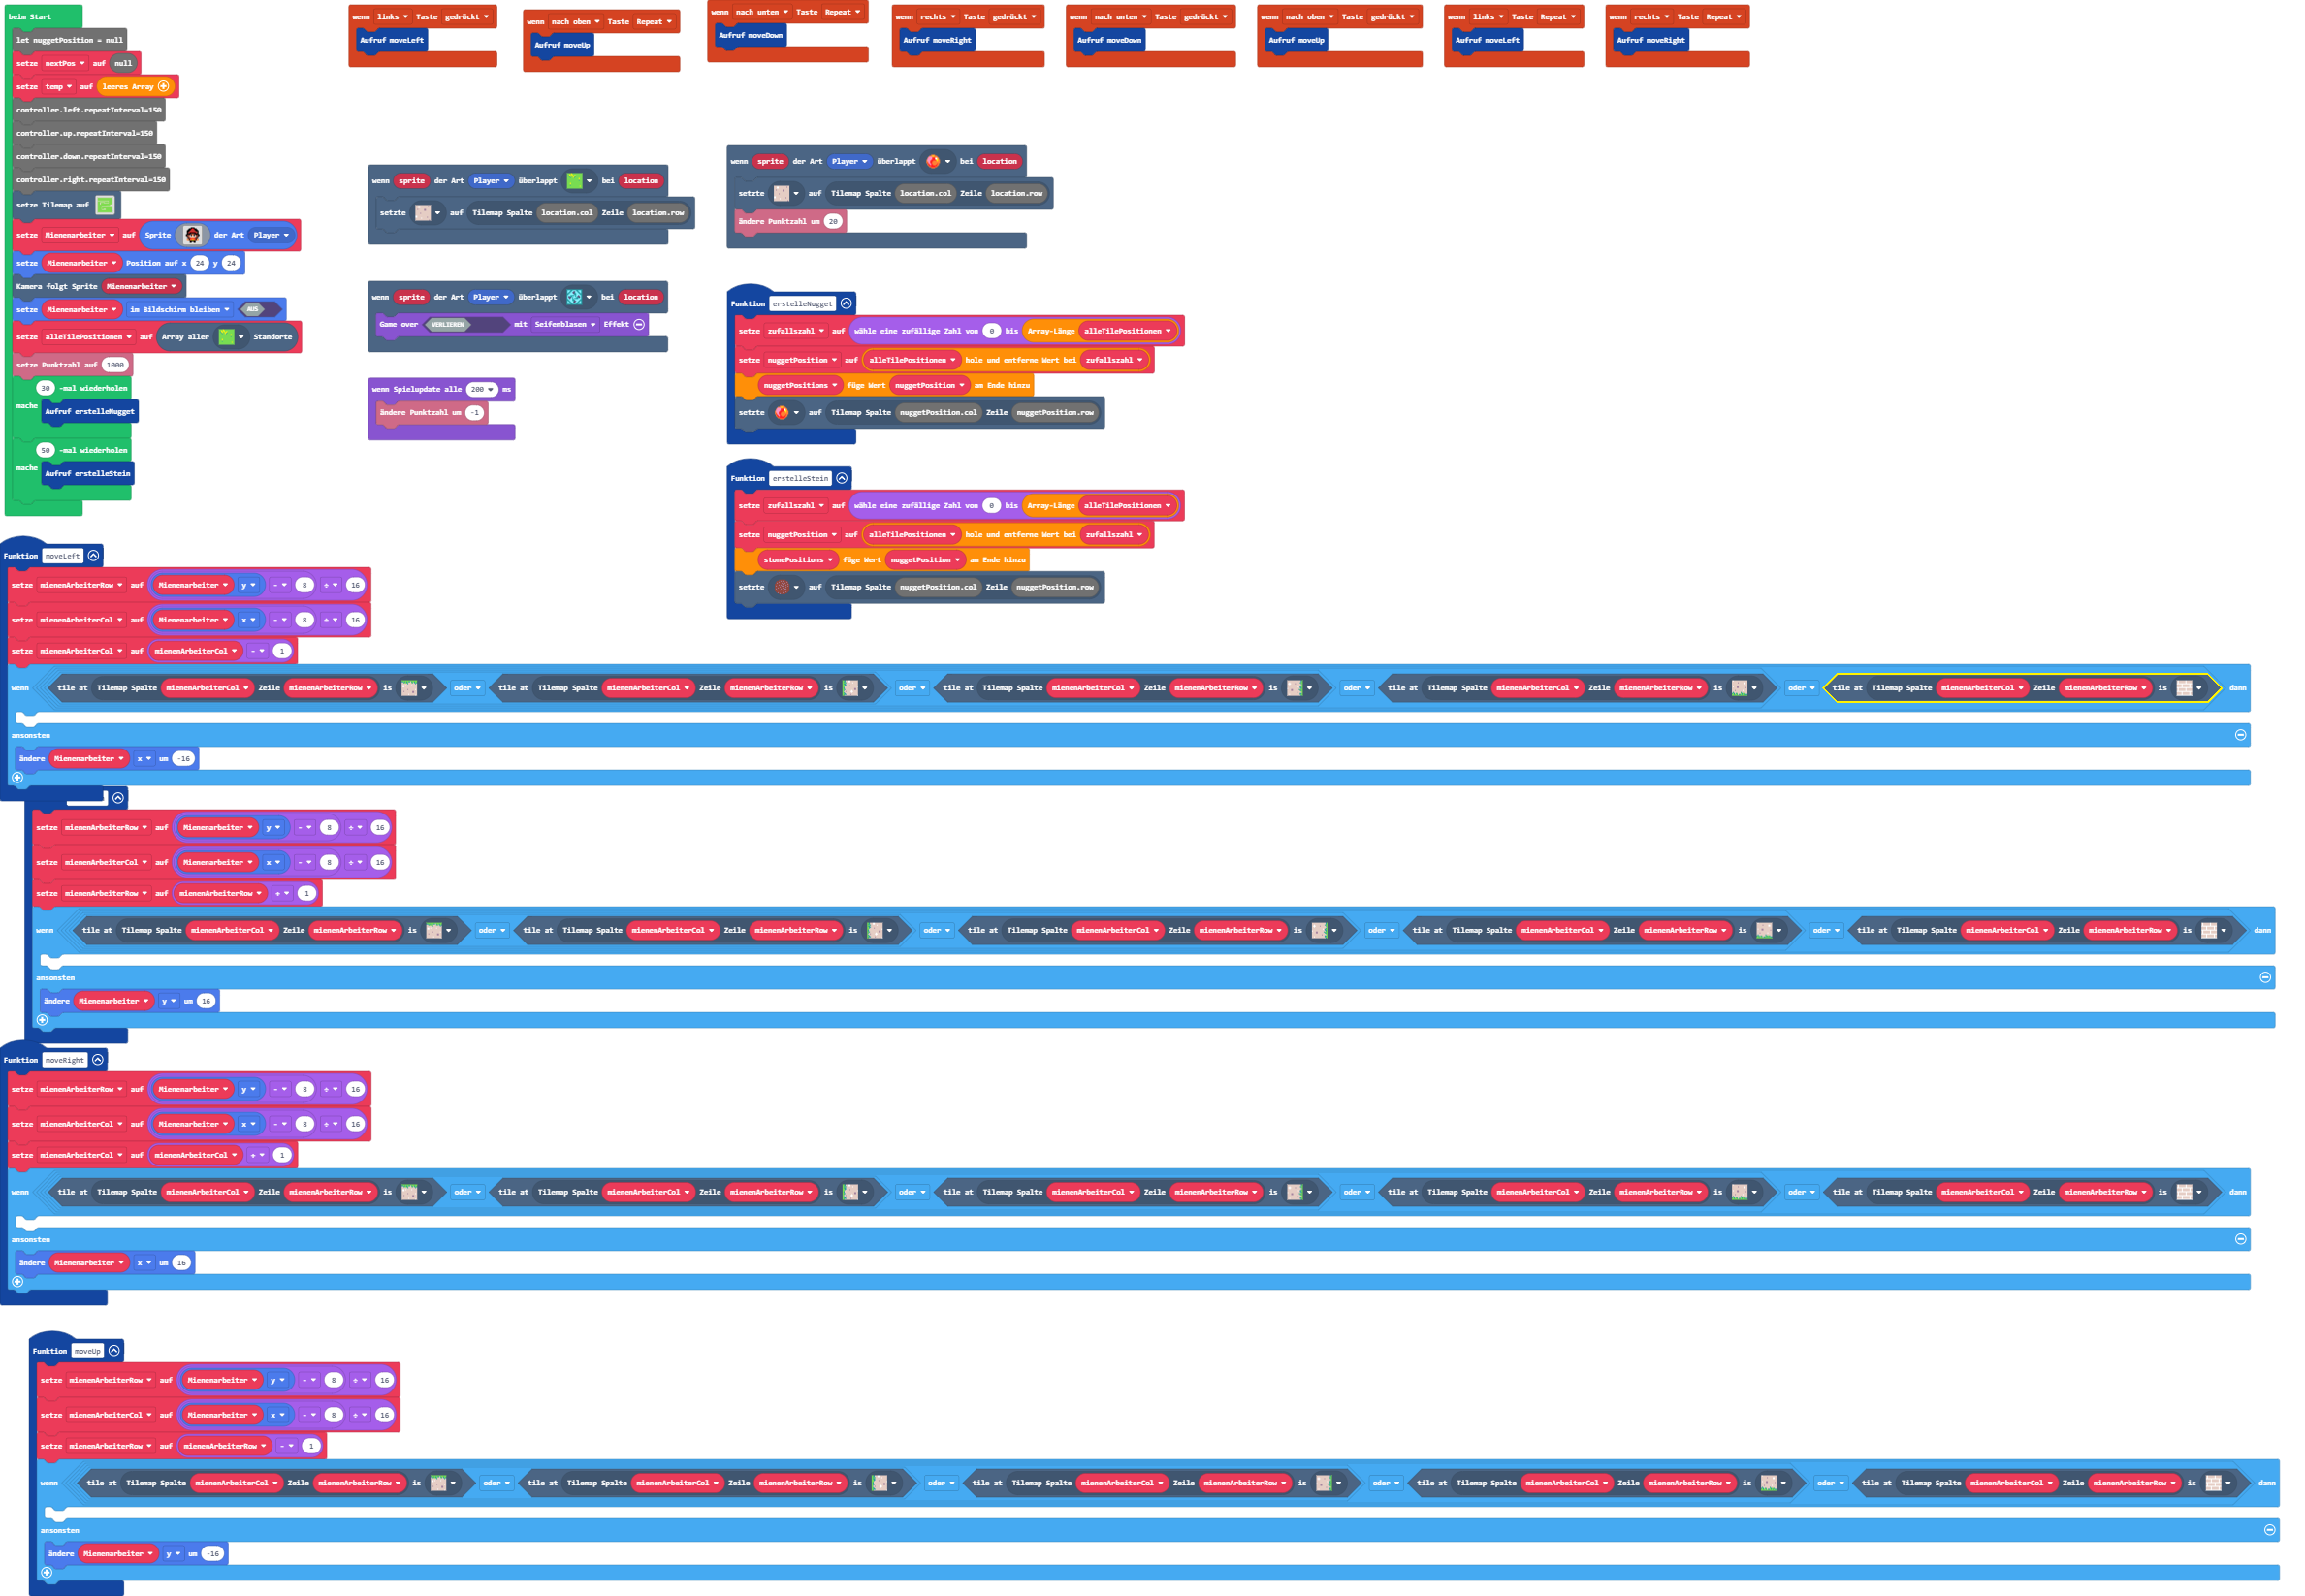 beim Start
let nuggetPosition = null
setze nextPos auf null
setze temp auf leeres Array
controller.left.repeatInterval=150
controller.up.repeatInterval=150
controller.down.repeatInterval=150
controller.right.repeatInterval=150
setze Tilemap auf
setze Mienenarbeiter auf Sprite der Art Player
setze Mienenarbeiter Position auf x 24 y 24
Kamera folgt Sprite Mienenarbeiter
setze Mienenarbeiter im Bildschirm bleiben AUS
setze alleTilePositionen auf Array aller Standorte
setze Punktzahl auf 1000
30 -mal wiederholen
mache Aufruf erstelleNugget
50 -mal wiederholen
mache Aufruf erstelleStein
wenn links Taste gedrückt
Aufruf moveLeft
wenn nach oben Taste Repeat
Aufruf moveUp
wenn nach unten Taste Repeat
Aufruf moveDown
wenn rechts Taste gedrückt
Aufruf moveRight
wenn nach unten Taste gedrückt
Aufruf moveDown
wenn nach oben Taste gedrückt
Aufruf moveUp
wenn links Taste Repeat
Aufruf moveLeft
wenn rechts Taste Repeat
Aufruf moveRight
wenn sprite der Art Player überlappt bei location
setzte auf Tilemap Spalte location.col Zeile location.row
wenn sprite der Art Player überlappt bei location
Game over VERLIEREN mit Seifenblasen Effekt
wenn Spielupdate alle 200 ms
ändere Punktzahl um -1
wenn sprite der Art Player überlappt bei location
setzte auf Tilemap Spalte location.col Zeile location.row
ändere Punktzahl um 20
Funktion erstelleNugget
setze zufallszahl auf wähle eine zufällige Zahl von 0 bis Array-Länge alleTilePositionen
setze nuggetPosition auf alleTilePositionen hole und entferne Wert bei zufallszahl
nuggetPositions füge Wert nuggetPosition am Ende hinzu
setzte auf Tilemap Spalte nuggetPosition.col Zeile nuggetPosition.row
Funktion erstelleStein
setze zufallszahl auf wähle eine zufällige Zahl von 0 bis Array-Länge alleTilePositionen
setze nuggetPosition auf alleTilePositionen hole und entferne Wert bei zufallszahl
stonePositions füge Wert nuggetPosition am Ende hinzu
setzte auf Tilemap Spalte nuggetPosition.col Zeile nuggetPosition.row
Funktion moveLeft
setze mienenArbeiterRow auf Mienenarbeiter y - 8 ÷ 16
setze mienenArbeiterCol auf Mienenarbeiter x - 8 ÷ 16
setze mienenArbeiterCol auf mienenArbeiterCol - 1
wenn tile at Tilemap Spalte mienenArbeiterCol Zeile mienenArbeiterRow is oder tile at Tilemap Spalte mienenArbeiterCol Zeile mienenArbeiterRow is oder tile at Tilemap Spalte mienenArbeiterCol Zeile mienenArbeiterRow is oder tile at Tilemap Spalte mienenArbeiterCol Zeile mienenArbeiterRow is oder tile at Tilemap Spalte mienenArbeiterCol Zeile mienenArbeiterRow is dann
ansonsten
ändere Mienenarbeiter x um -16
setze mienenArbeiterRow auf Mienenarbeiter y - 8 ÷ 16
setze mienenArbeiterCol auf Mienenarbeiter x - 8 ÷ 16
setze mienenArbeiterRow auf mienenArbeiterRow + 1
wenn tile at Tilemap Spalte mienenArbeiterCol Zeile mienenArbeiterRow is oder tile at Tilemap Spalte mienenArbeiterCol Zeile mienenArbeiterRow is oder tile at Tilemap Spalte mienenArbeiterCol Zeile mienenArbeiterRow is oder tile at Tilemap Spalte mienenArbeiterCol Zeile mienenArbeiterRow is oder tile at Tilemap Spalte mienenArbeiterCol Zeile mienenArbeiterRow is dann
ansonsten
ändere Mienenarbeiter y um 16
Funktion moveRight
setze mienenArbeiterRow auf Mienenarbeiter y - 8 ÷ 16
setze mienenArbeiterCol auf Mienenarbeiter x - 8 ÷ 16
setze mienenArbeiterCol auf mienenArbeiterCol + 1
wenn tile at Tilemap Spalte mienenArbeiterCol Zeile mienenArbeiterRow is oder tile at Tilemap Spalte mienenArbeiterCol Zeile mienenArbeiterRow is oder tile at Tilemap Spalte mienenArbeiterCol Zeile mienenArbeiterRow is oder tile at Tilemap Spalte mienenArbeiterCol Zeile mienenArbeiterRow is oder tile at Tilemap Spalte mienenArbeiterCol Zeile mienenArbeiterRow is dann
ansonsten
ändere Mienenarbeiter x um 16
Funktion moveUp
setze mienenArbeiterRow auf Mienenarbeiter y - 8 ÷ 16
setze mienenArbeiterCol auf Mienenarbeiter x - 8 ÷ 16
setze mienenArbeiterRow auf mienenArbeiterRow - 1
wenn tile at Tilemap Spalte mienenArbeiterCol Zeile mienenArbeiterRow is oder tile at Tilemap Spalte mienenArbeiterCol Zeile mienenArbeiterRow is oder tile at Tilemap Spalte mienenArbeiterCol Zeile mienenArbeiterRow is oder tile at Tilemap Spalte mienenArbeiterCol Zeile mienenArbeiterRow is oder tile at Tilemap Spalte mienenArbeiterCol Zeile mienenArbeiterRow is dann
ansonsten
ändere Mienenarbeiter y um -16